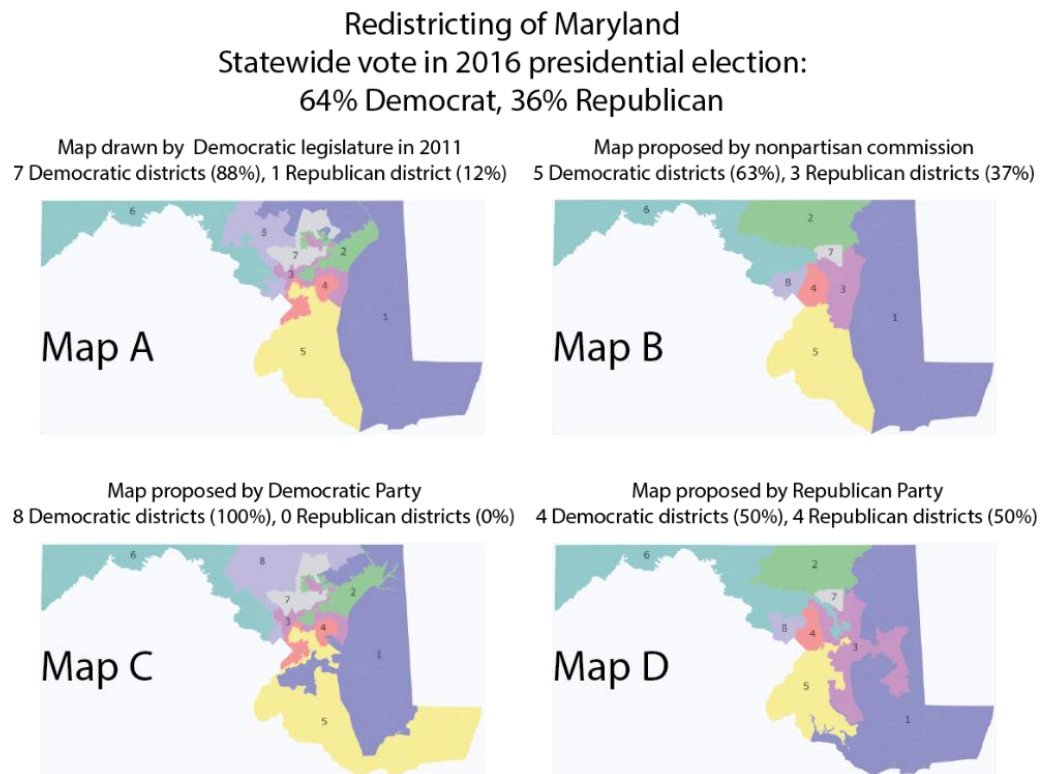 Redistricting of Maryland
Statewide vote in 2016 presidential election:
64% Democrat, 36% Republican
Map drawn by Democratic legislature in 2011
7 Democratic districts (88%), 1 Republican district (12%)
6
8
7
2
3
4
1
5
Map A
Map proposed by nonpartisan commission
5 Democratic districts (63%), 3 Republican districts (37%)
6
2
7
8
4
3
1
5
Map B
Map proposed by Democratic Party
8 Democratic districts (100%), 0 Republican districts (0%)
6
8
7
2
3
4
1
5
Map C
Map proposed by Republican Party
4 Democratic districts (50%), 4 Republican districts (50%)
6
2
7
8
4
3
5
1
Map D